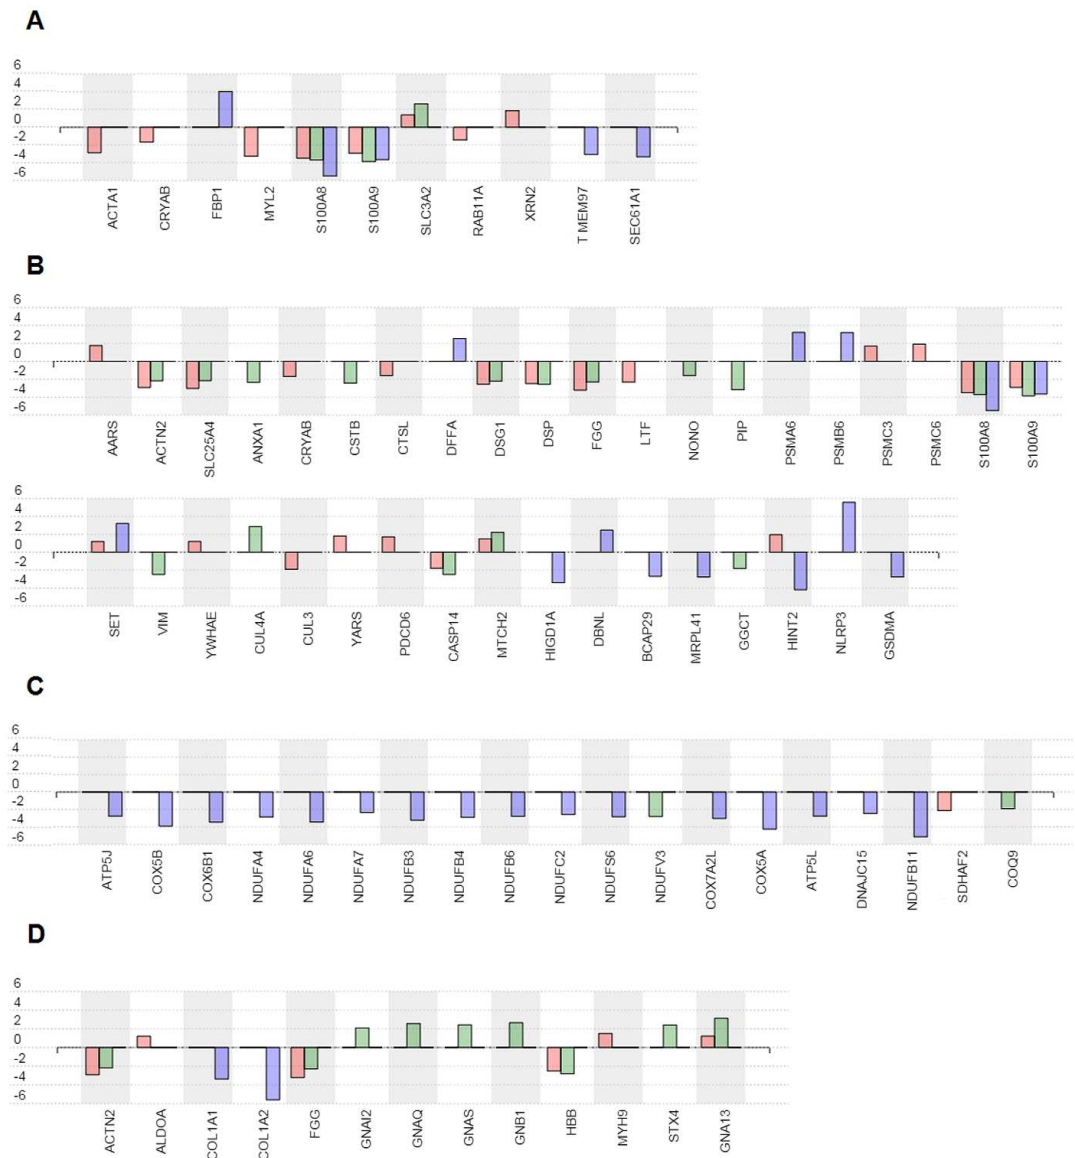 A
6
4
2
0
-2
-4
-6
ACTA1
CRYAB
FBP1
MYL2
S100A8
S100A9
SLC3A2
RAB11A
XRN2
T MEM97
SEC61A1
B
6
4
2
0
-2
-4
-6
AARS
ACTN2
SLC25A4
ANXA1
CRYAB
CSTB
CTSL
DFFA
DSG1
DSP
FGG
LTF
NONO
PIP
PSMA6
PSMB6
PSMC3
PSMC6
S100A8
S100A9
6
4
2
0
-2
-4
-6
SET
VIM
YWHAE
CUL4A
CUL3
YARS
PDCD6
CASP14
MTCH2
HIGD1A
DBNL
BCAP29
MRPL41
GGCT
HINT2
NLRP3
GSDMA
C
6
4
2
0
-2
-4
-6
ATP5J
COX5B
COX6B1
NDUFA4
NDUFA6
NDUFA7
NDUFB3
NDUFB4
NDUFB6
NDUFC2
NDUFS6
NDUFV3
COX7A2L
COX5A
ATP5L
DNAJC15
NDUFB11
SDHAF2
COQ9
D
6
4
2
0
-2
-4
-6
ACTN2
ALDOA
COL1A1
COL1A2
FGG
GNAI2
GNAQ
GNAS
GNB1
HBB
MYH9
STX4
GNA13